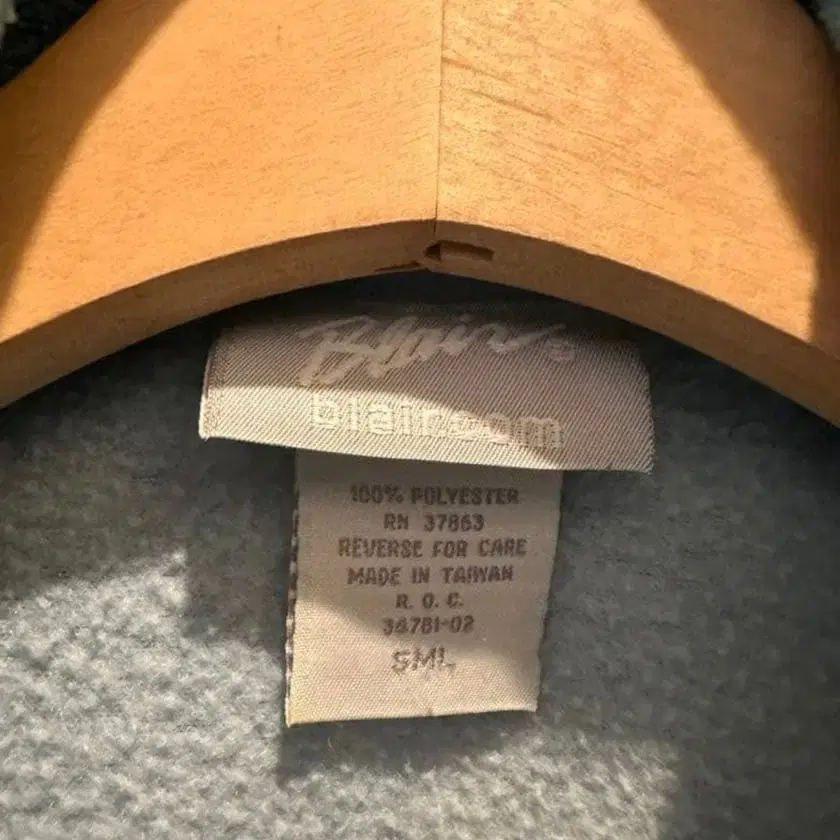 Blair®
blair.com
100% POLYESTER
RN 37863
REVERSE FOR CARE
MADE IN TAIWAN
R. O. C.
34781-02
SML